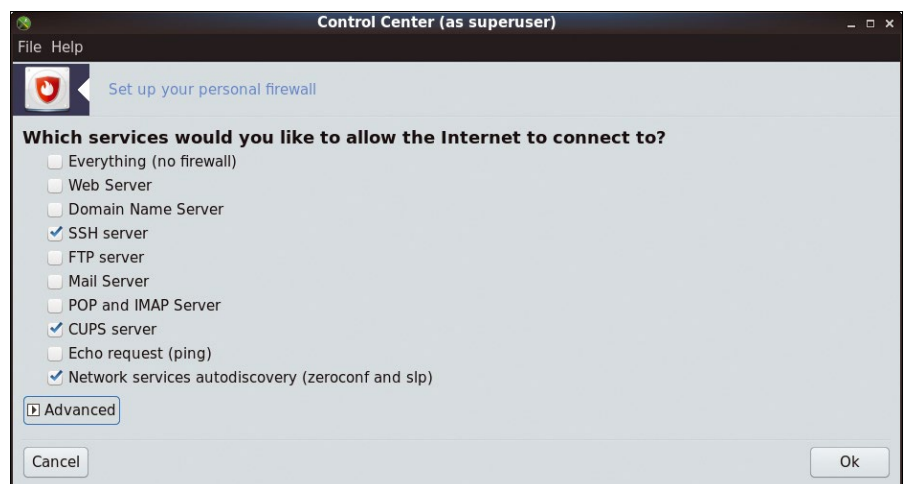 Control Center (as superuser)
File Help
Set up your personal firewall
Which services would you like to allow the Internet to connect to?
Everything (no firewall)
Web Server
Domain Name Server
SSH server
FTP server
Mail Server
POP and IMAP Server
CUPS server
Echo request (ping)
Network services autodiscovery (zeroconf and slp)
Advanced
Cancel Ok